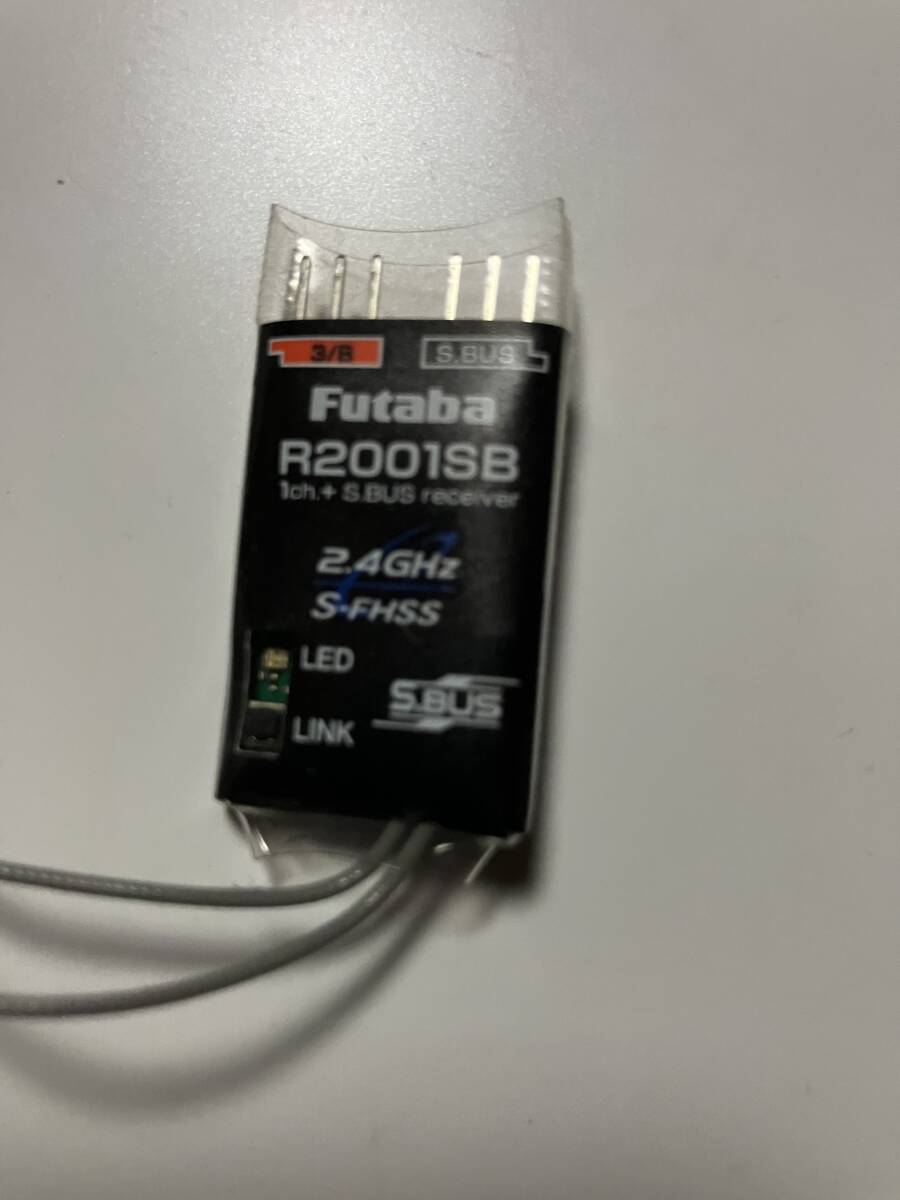 3/B
S.BUS
Futaba
R2001SB
1ch.+ S.BUS receiver
2.4GHz
S-FHSS
LED
S.BUS
LINK